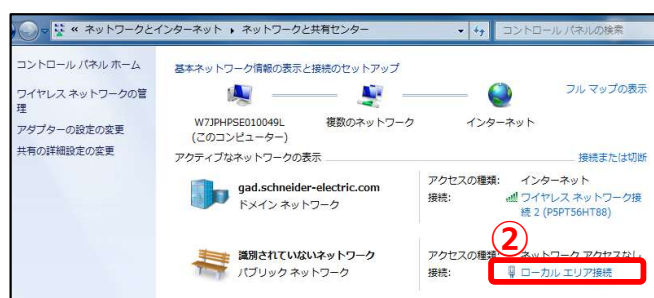 « ネットワークとインターネット ▸ ネットワークと共有センター
コントロール パネルの検索
コントロール パネル ホーム
ワイヤレス ネットワークの管
理
アダプターの設定の変更
共有の詳細設定の変更
基本ネットワーク情報の表示と接続のセットアップ
フル マップの表示
W7JPHPSE010049L
(このコンピューター)
複数のネットワーク
インターネット
アクティブなネットワークの表示
接続または切断
gad.schneider-electric.com
ドメイン ネットワーク
アクセスの種類: インターネット
接続: ワイヤレス ネットワーク接
続 2 (P5PT56HT88)
②
識別されていないネットワーク
パブリック ネットワーク
アクセスの種類: ネットワーク アクセスなし
接続: ローカル エリア接続